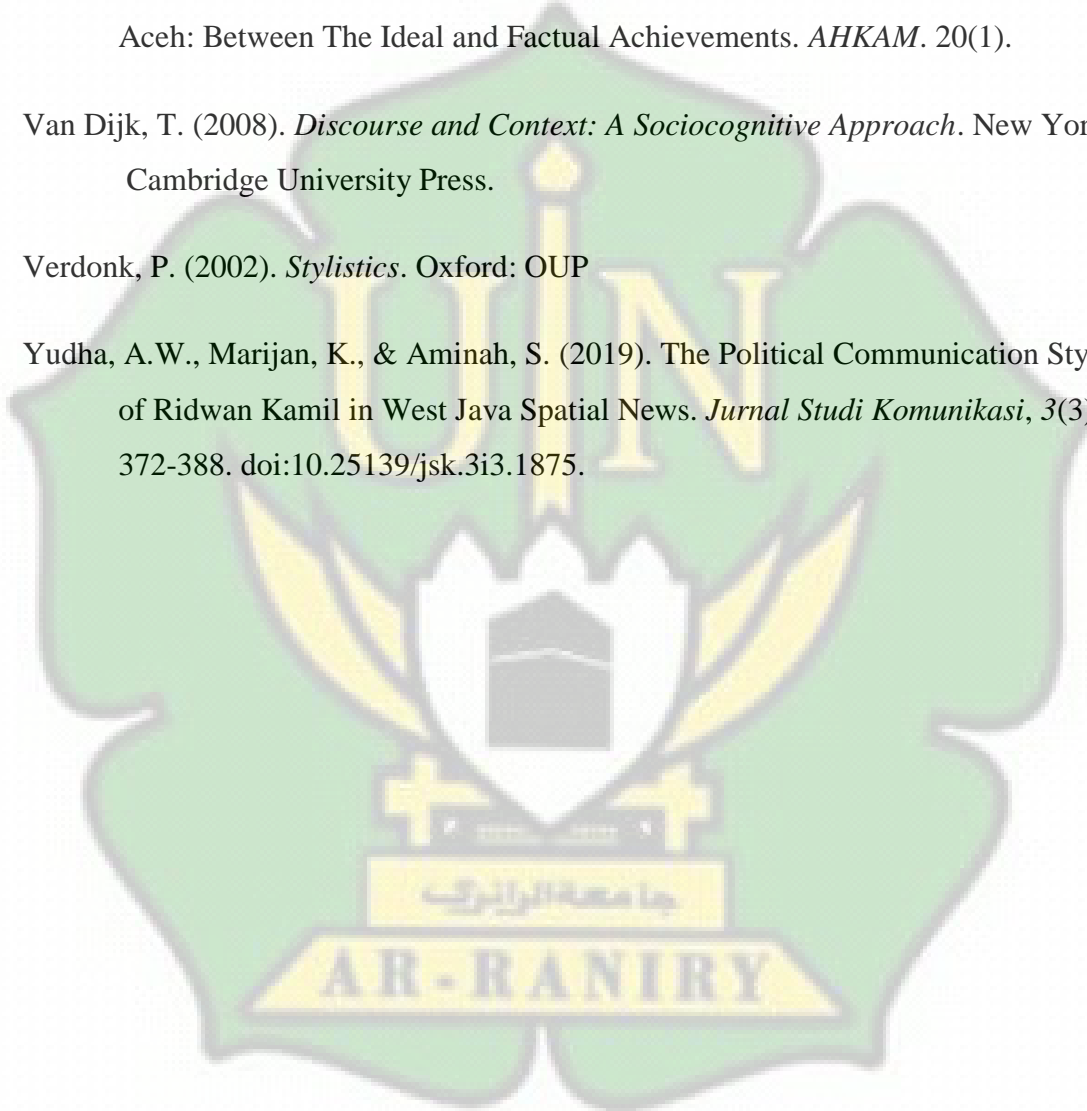 Aceh: Between The Ideal and Factual Achievements. AHKAM. 20(1).
Van Dijk, T. (2008). Discourse and Context: A Sociocognitive Approach. New Yor
Cambridge University Press.
Verdonk, P. (2002). Stylistics. Oxford: OUP
Yudha, A.W., Marijan, K., & Aminah, S. (2019). The Political Communication Sty
of Ridwan Kamil in West Java Spatial News. Jurnal Studi Komunikasi, 3(3)
372-388. doi:10.25139/jsk.3i3.1875.
UIN
جامعة الرانري
AR-RANIRY